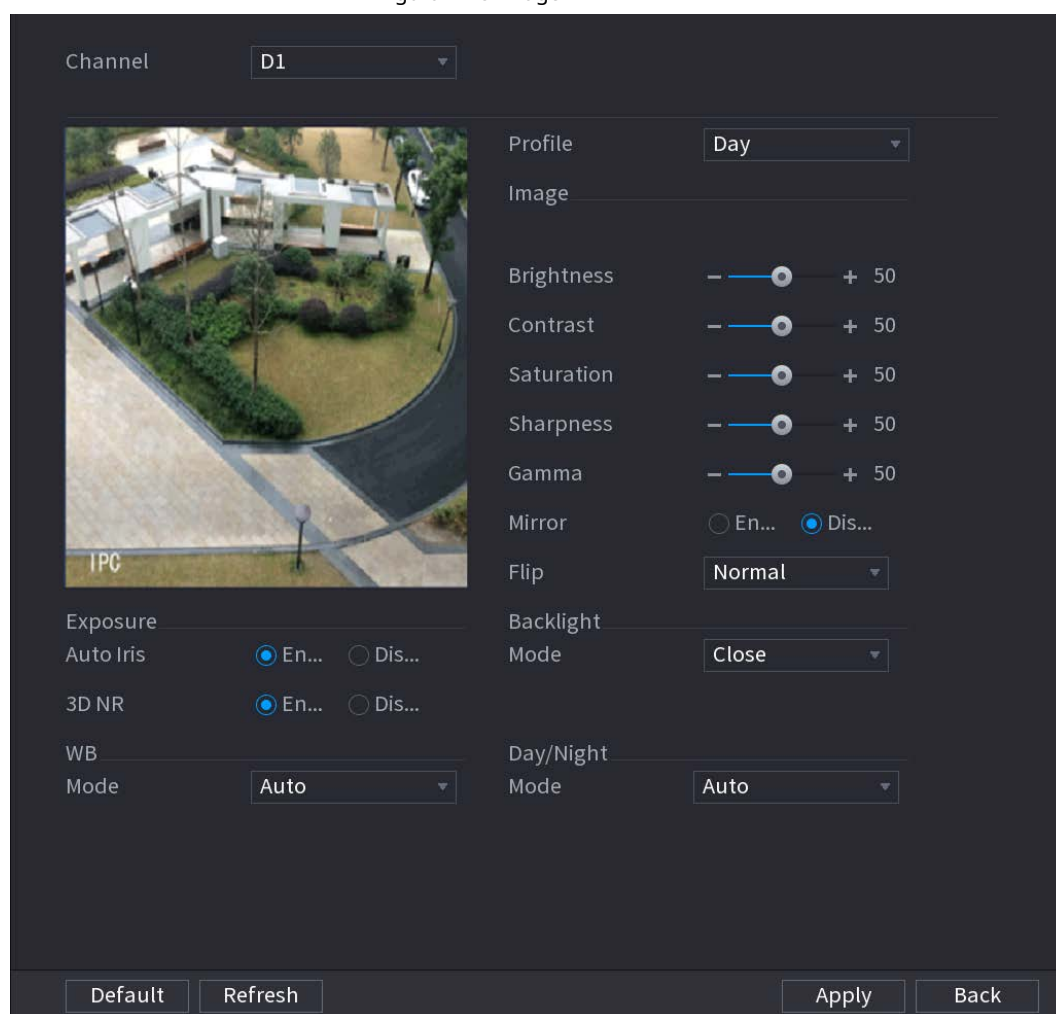 Channel D1
Profile Day
Image
Brightness 50
Contrast 50
Saturation 50
Sharpness 50
Gamma 50
Mirror En... Dis...
IPC
Flip Normal
Exposure
Auto Iris En... Dis...
3D NR En... Dis...
Backlight
Mode Close
WB
Mode Auto
Day/Night
Mode Auto
Default Refresh Apply Back